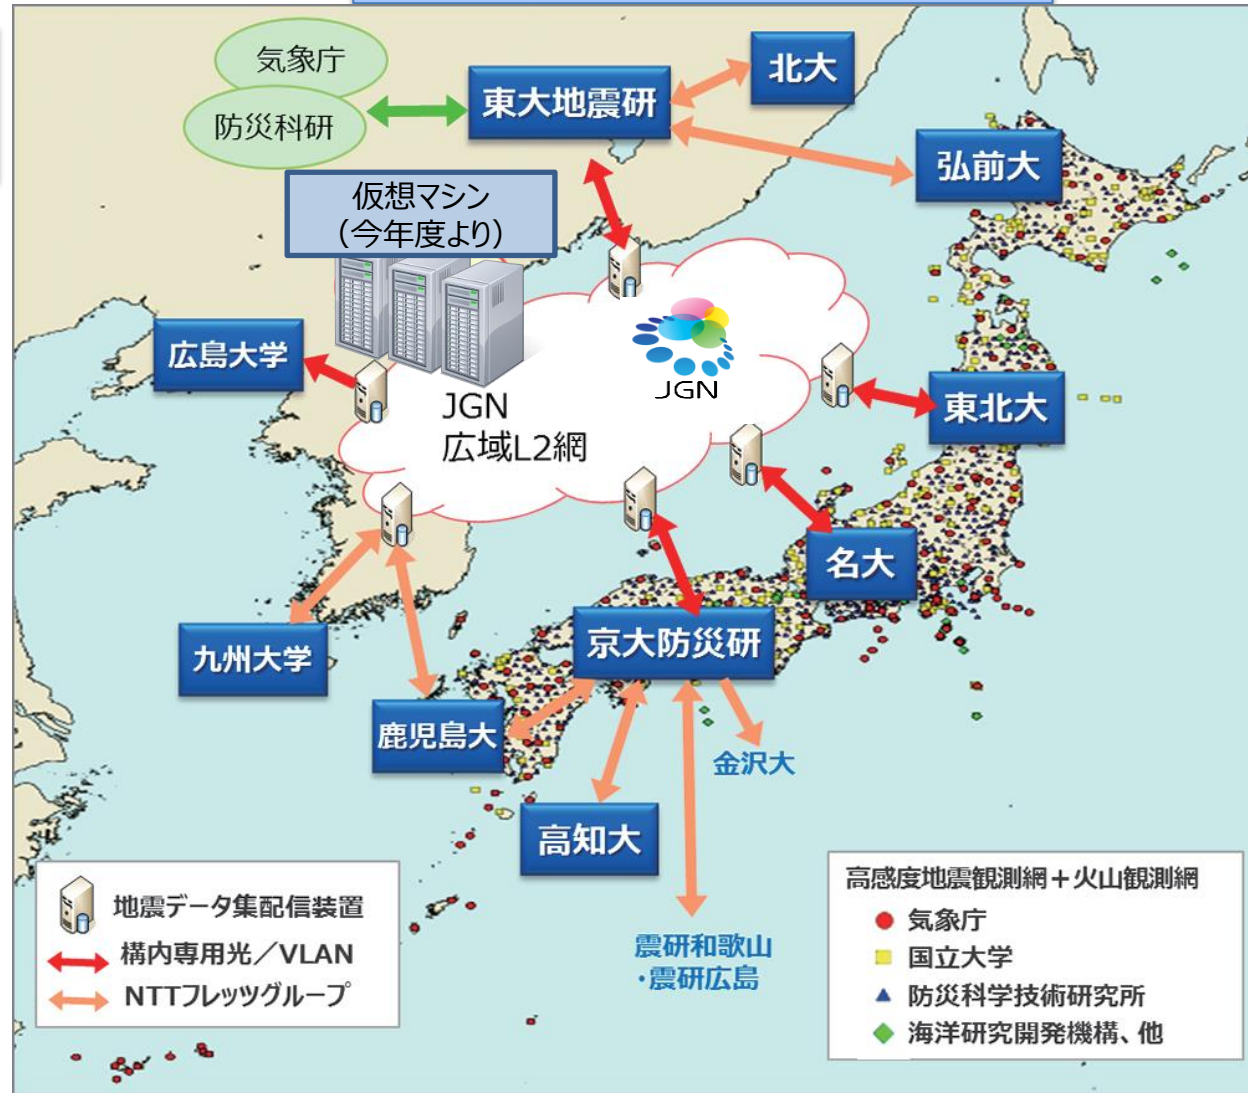 気象庁
防災科研
東大地震研
北大
弘前大
仮想マシン
（今年度より）
広島大学
JGN
JGN
広域L2網
東北大
名大
京大防災研
九州大学
鹿児島大
金沢大
高知大
震研和歌山
・震研広島
地震データ集配信装置
構内専用光／VLAN
NTTフレッツグループ
高感度地震観測網＋火山観測網
気象庁
国立大学
防災科学技術研究所
海洋研究開発機構、他